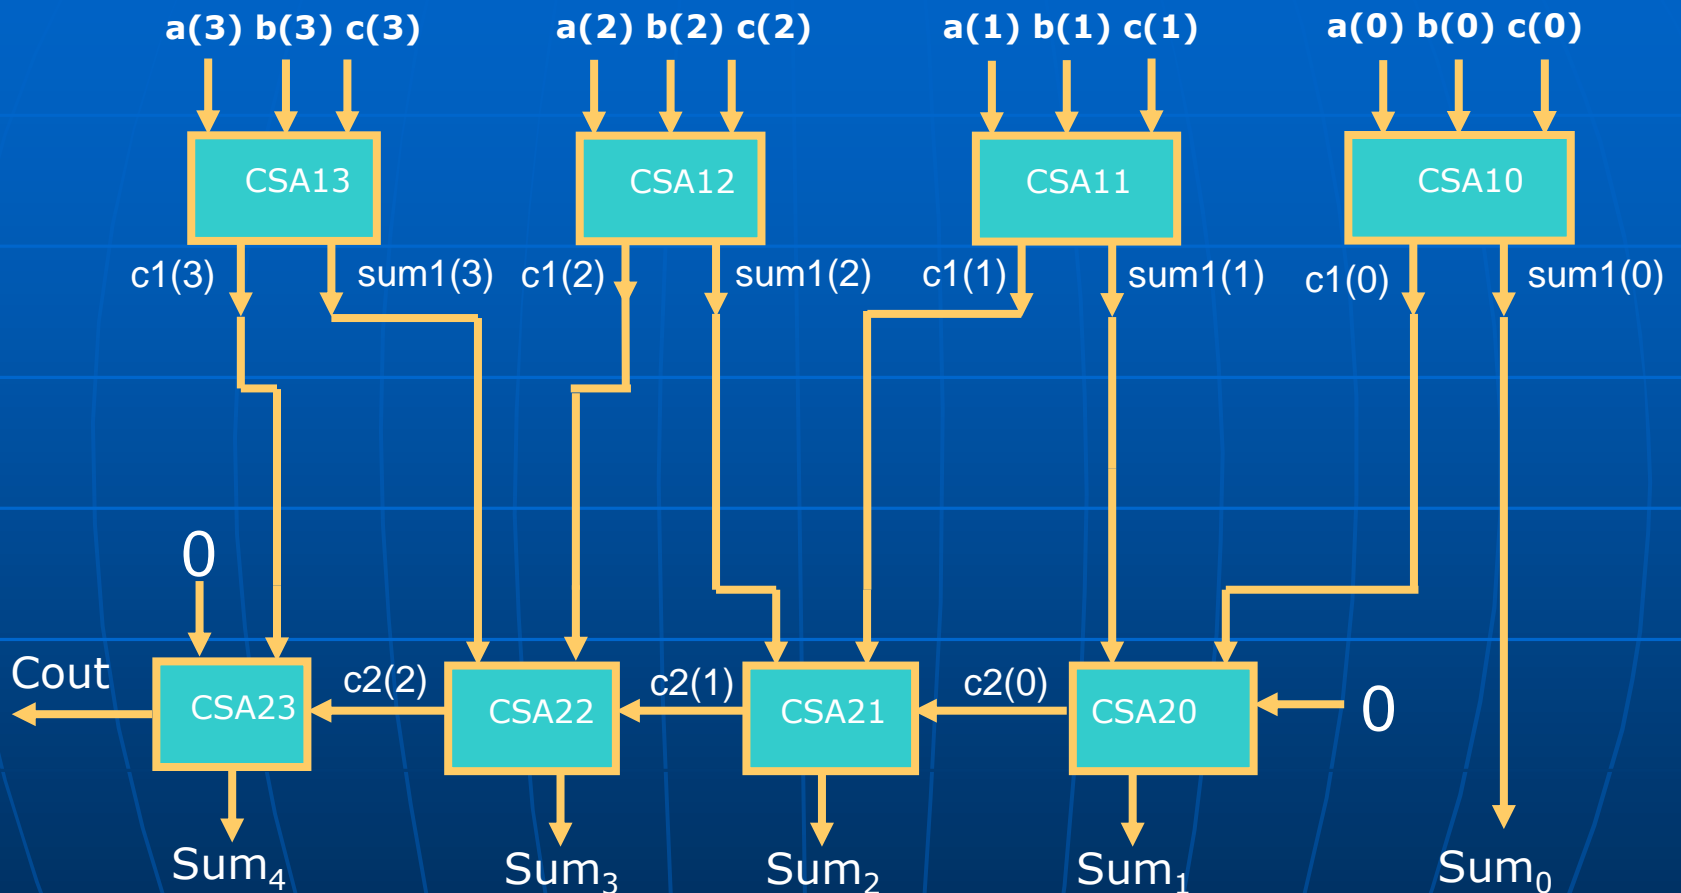 a(3) b(3) c(3)
a(2) b(2) c(2)
a(1) b(1) c(1)
a(0) b(0) c(0)
CSA13
CSA12
CSA11
CSA10
c1(3)
sum1(3)
c1(2)
sum1(2)
c1(1)
sum1(1)
c1(0)
sum1(0)
0
Cout
CSA23
c2(2)
CSA22
c2(1)
CSA21
c2(0)
CSA20
0
Sum₄
Sum₃
Sum₂
Sum₁
Sum₀